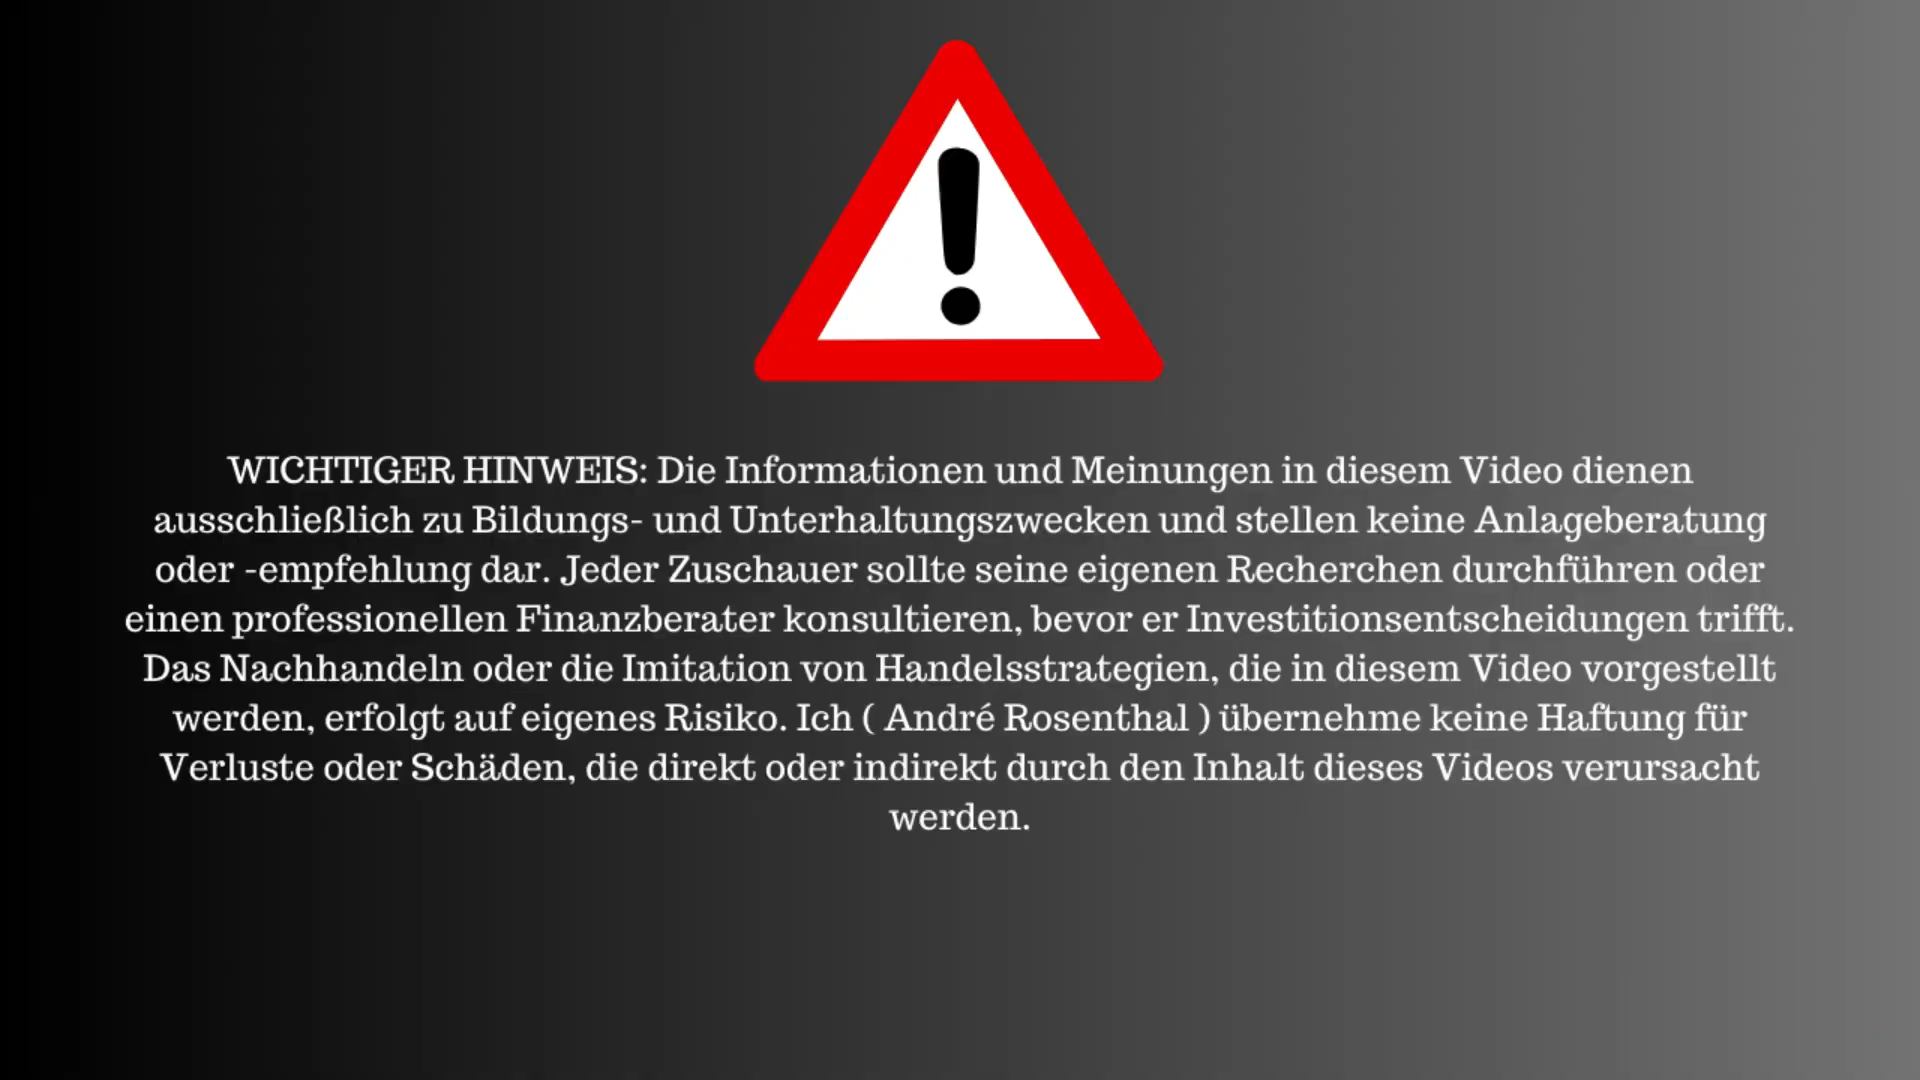 WICHTIGER HINWEIS: Die Informationen und Meinungen in diesem Video dienen
ausschließlich zu Bildungs- und Unterhaltungszwecken und stellen keine Anlageberatung
oder -empfehlung dar. Jeder Zuschauer sollte seine eigenen Recherchen durchführen oder
einen professionellen Finanzberater konsultieren, bevor er Investitionsentscheidungen trifft.
Das Nachhandeln oder die Imitation von Handelsstrategien, die in diesem Video vorgestellt
werden, erfolgt auf eigenes Risiko. Ich ( André Rosenthal ) übernehme keine Haftung für
Verluste oder Schäden, die direkt oder indirekt durch den Inhalt dieses Videos verursacht
werden.